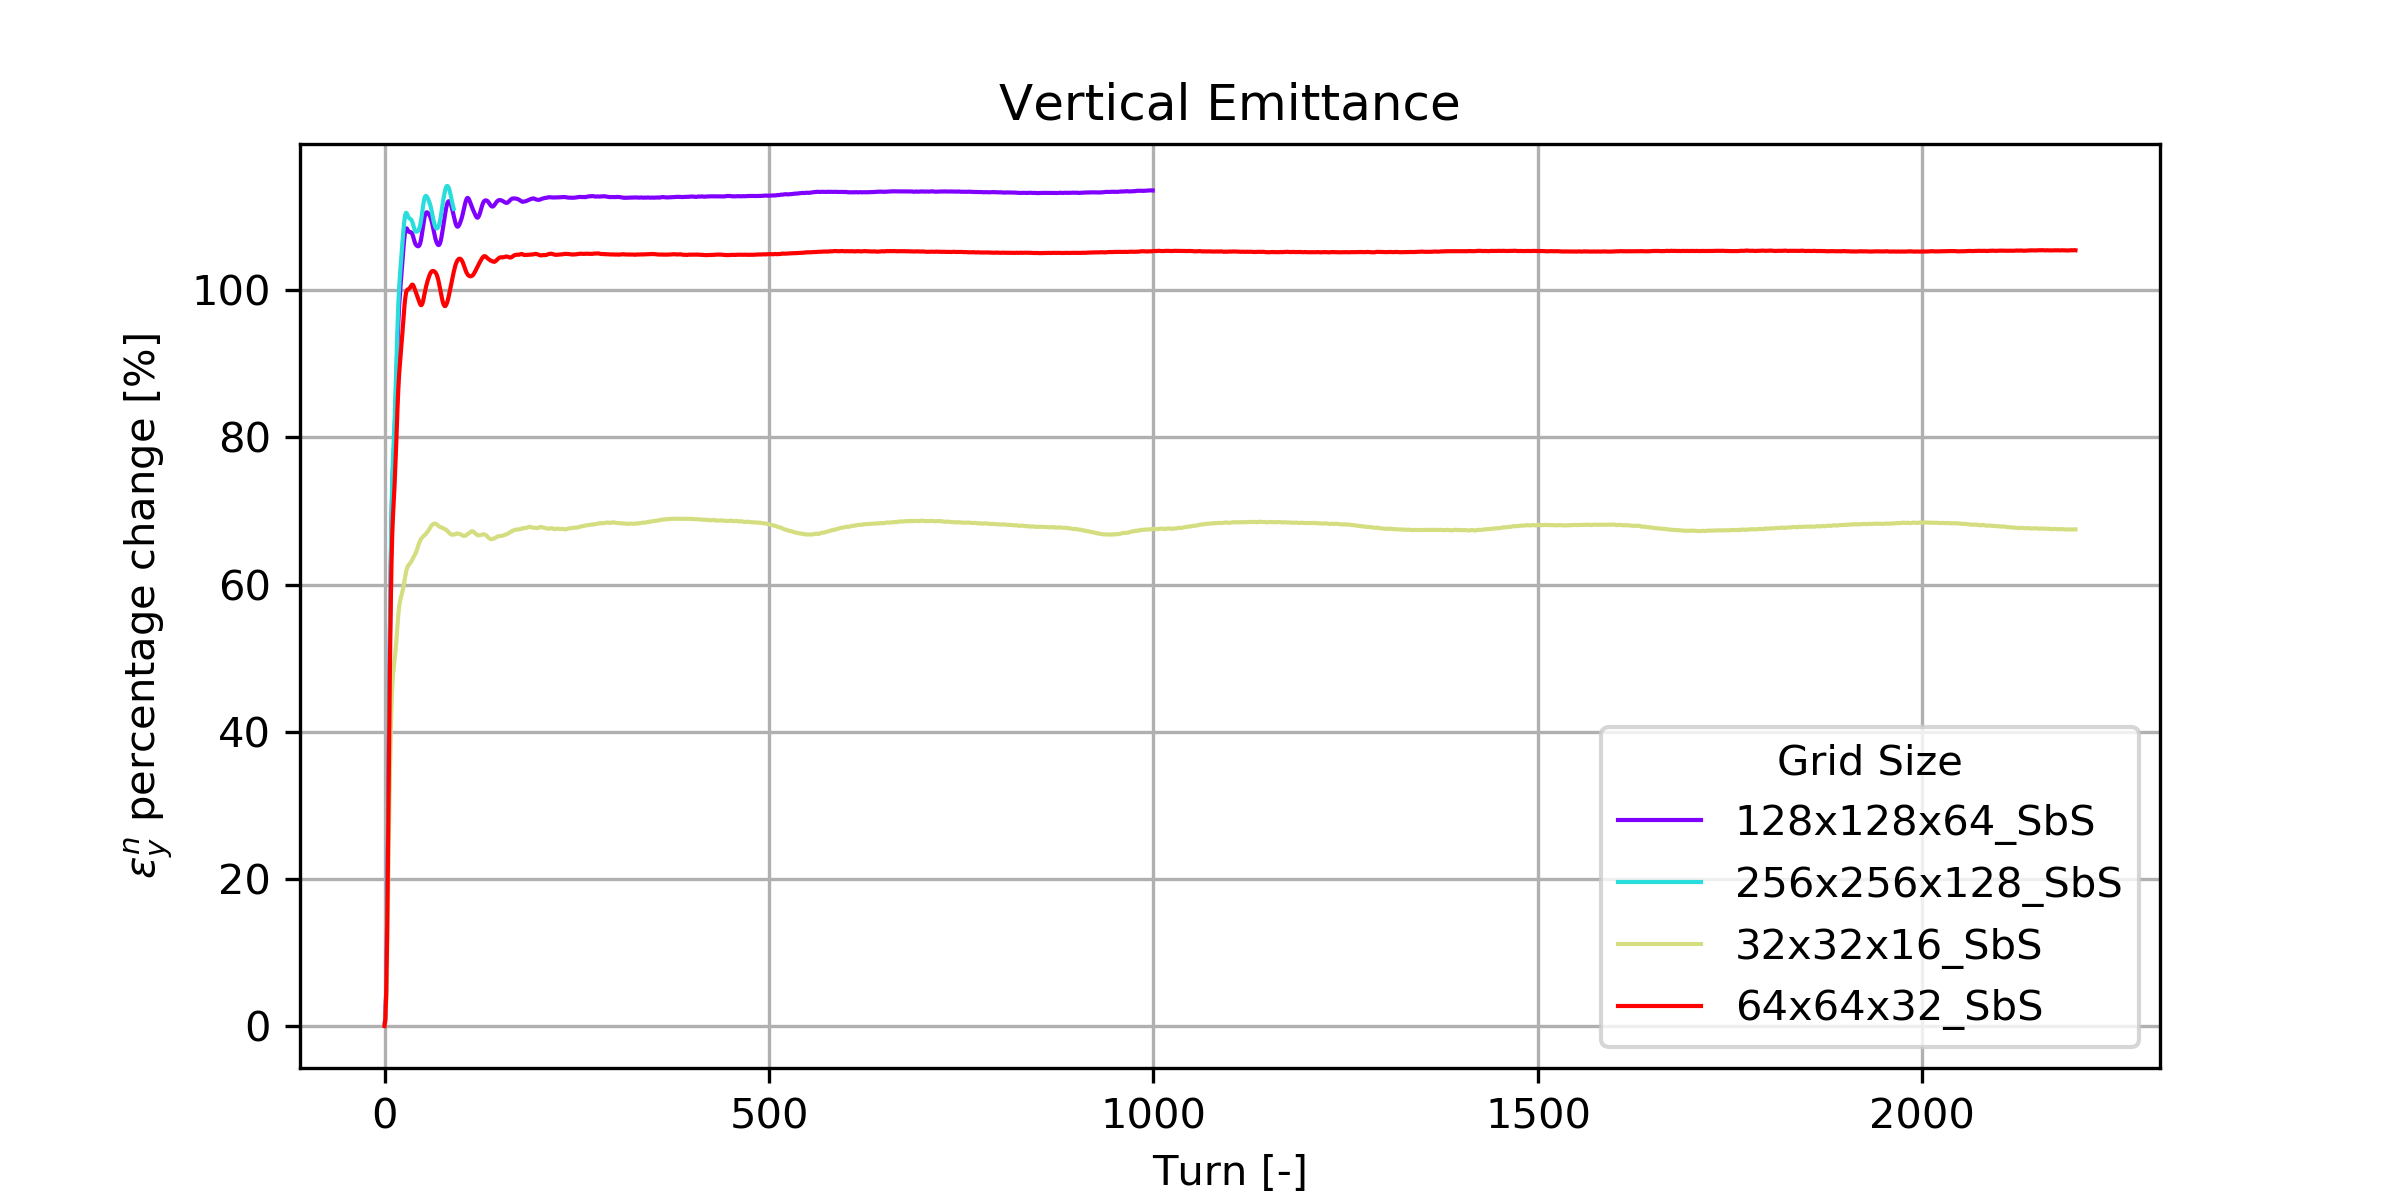 Vertical Emittance
εⁿᵧ percentage change [%]
100
80
60
40
20
0
Grid Size
128x128x64_SbS
256x256x128_SbS
32x32x16_SbS
64x64x32_SbS
0 500 1000 1500 2000
Turn [-]